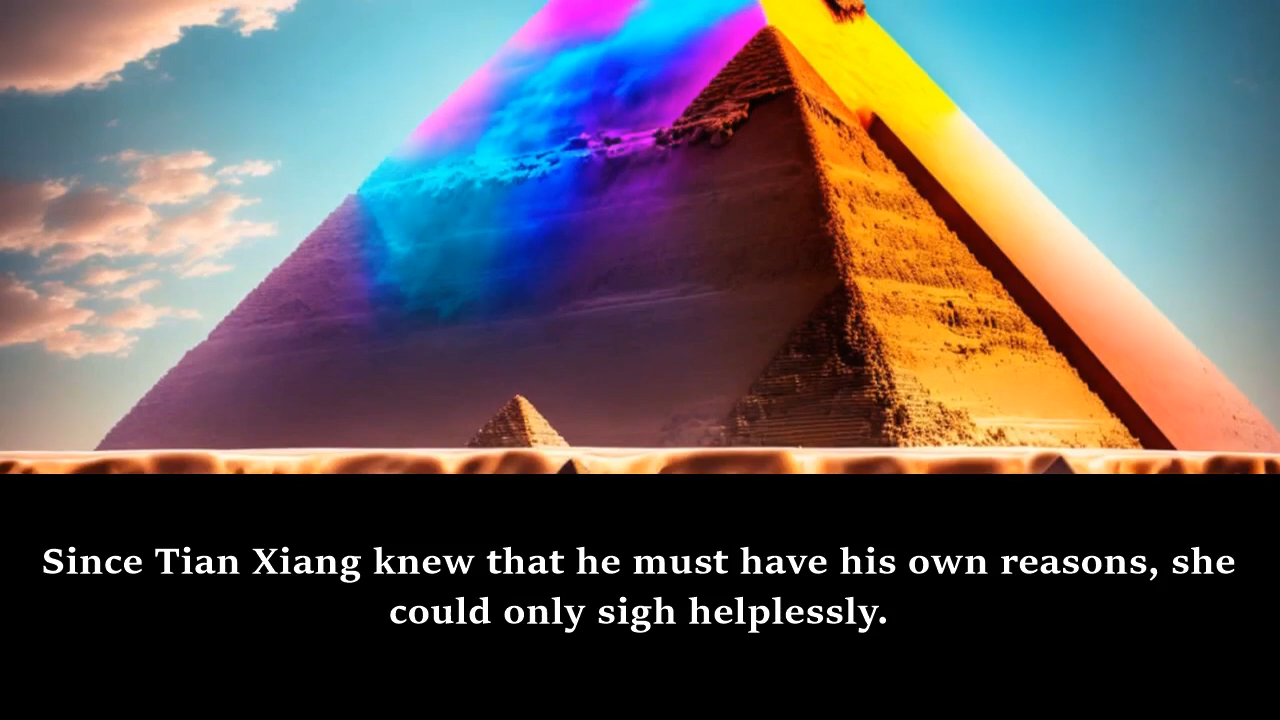 Since Tian Xiang knew that he must have his own reasons, she
could only sigh helplessly.